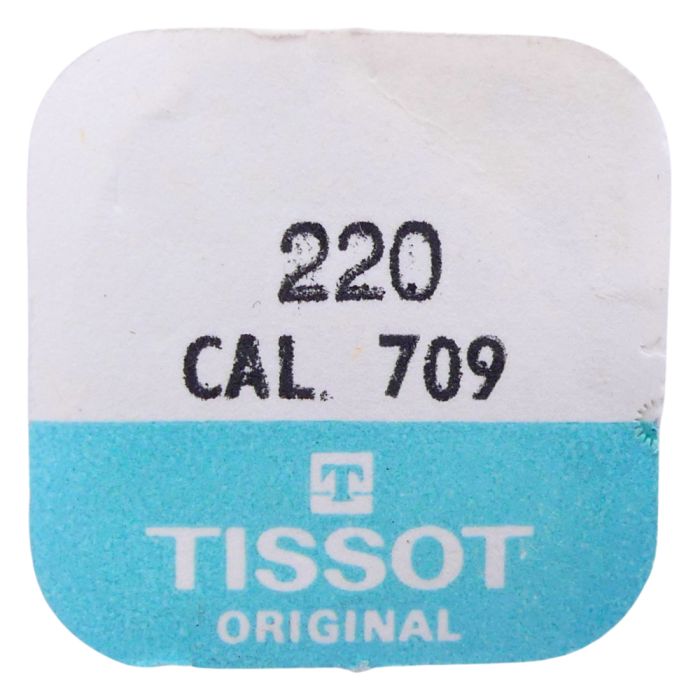 220
CAL. 709
T
TISSOT
ORIGINAL